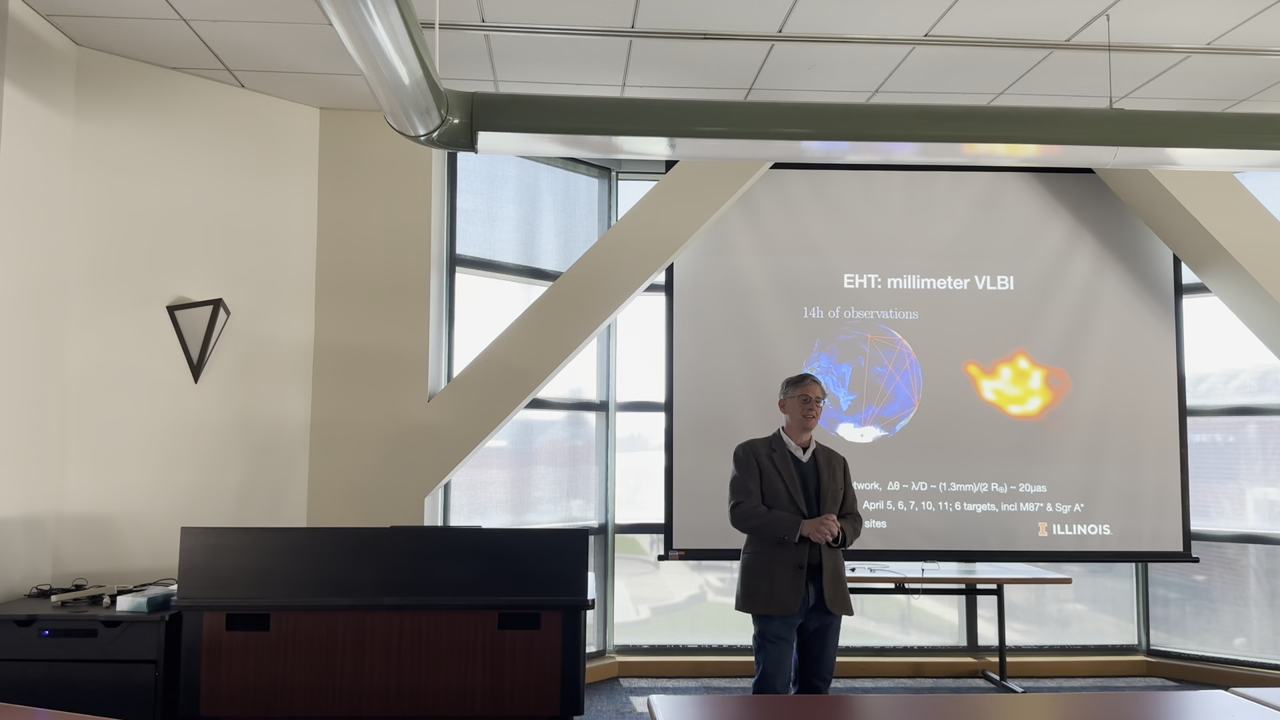 EHT: millimeter VLBI
14h of observations
twork, Δθ ~ λ/D ~ (1.3mm)/(2 R⊕) ~ 20μas
April 5, 6, 7, 10, 11; 6 targets, incl M87* & Sgr A*
sites
I ILLINOIS